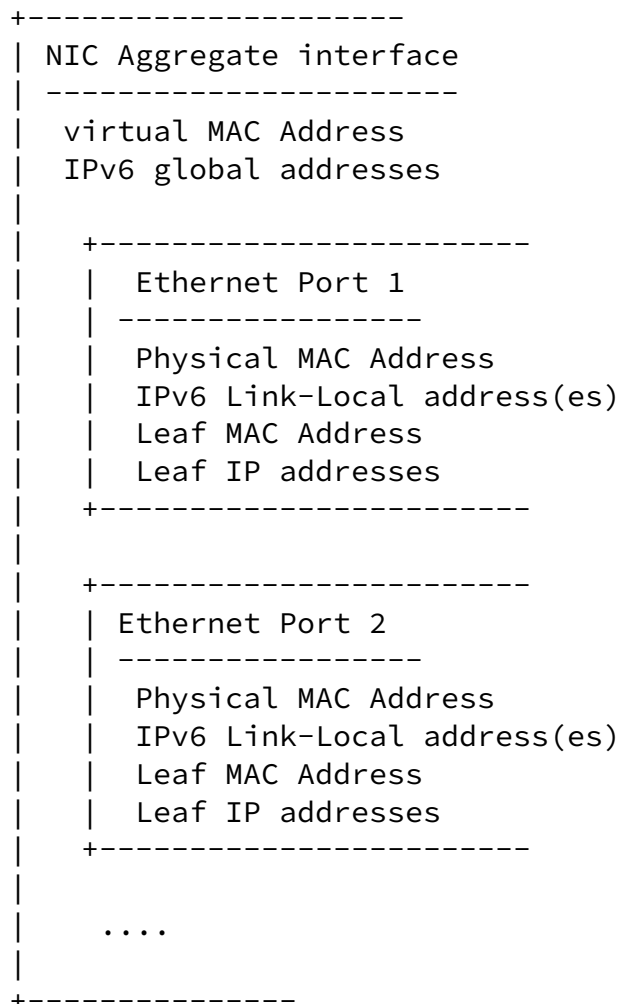 +---------------------
| NIC Aggregate interface
| -----------------------
|  virtual MAC Address
|  IPv6 global addresses
|
|   +------------------------
|   |  Ethernet Port 1
|   | -----------------
|   |  Physical MAC Address
|   |  IPv6 Link-Local address(es)
|   |  Leaf MAC Address
|   |  Leaf IP addresses
|   +------------------------
|
|   +------------------------
|   | Ethernet Port 2
|   | -----------------
|   |  Physical MAC Address
|   |  IPv6 Link-Local address(es)
|   |  Leaf MAC Address
|   |  Leaf IP addresses
|   +------------------------
|
|    ....
|
+---------------